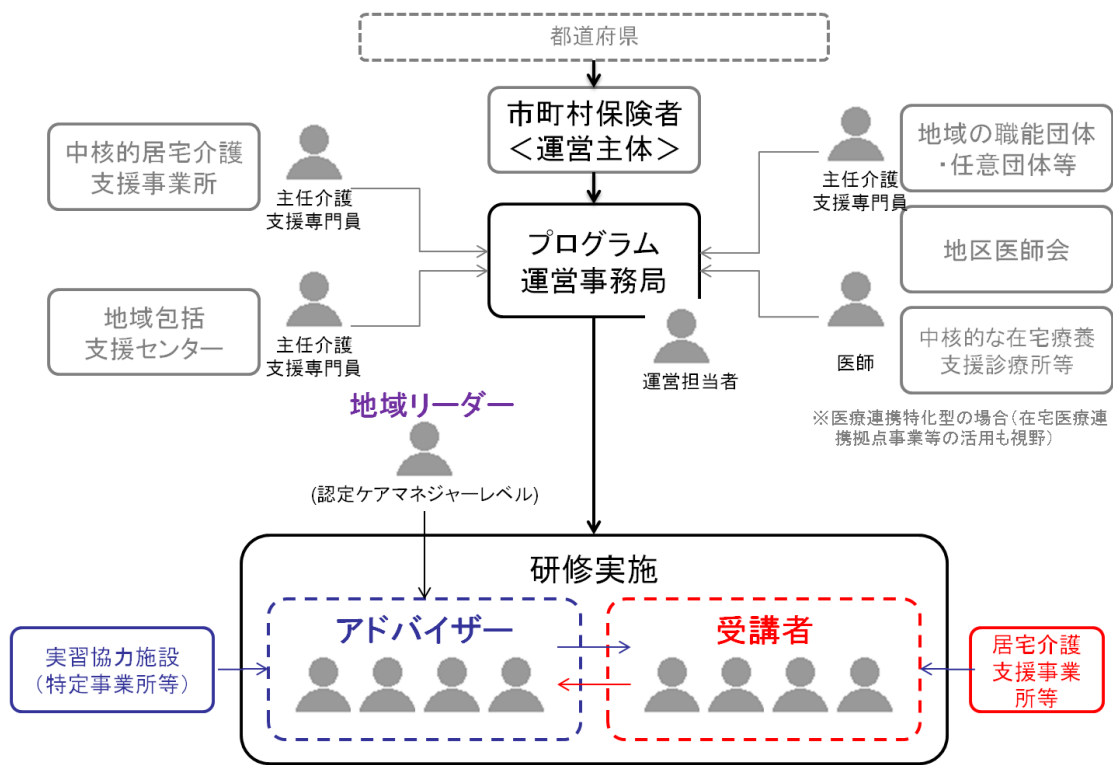 都道府県
市町村保険者
＜運営主体＞
中核的居宅介護
支援事業所
主任介護
支援専門員
主任介護
支援専門員
地域の職能団体
・任意団体等
プログラム
運営事務局
地区医師会
地域包括
支援センター
主任介護
支援専門員
運営担当者
医師
中核的な在宅療養
支援診療所等
地域リーダー
(認定ケアマネジャーレベル)
※医療連携特化型の場合(在宅医療連
携拠点事業等の活用も視野)
研修実施
アドバイザー
受講者
実習協力施設
(特定事業所等)
居宅介護
支援事業
所等